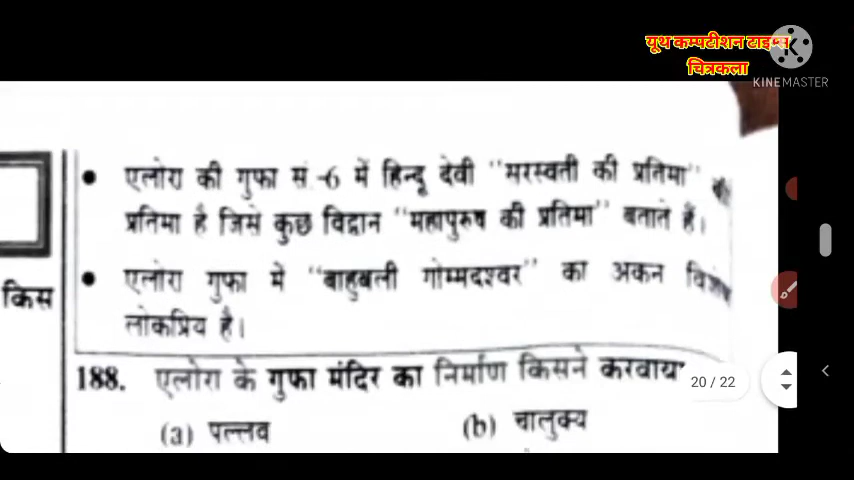 यूथ कम्पटीशन टाइम्स
चित्रकला
KINEMASTER
एलोरा की गुफा सं-6 में हिन्दू देवी "सरस्वती की प्रतिमा"
प्रतिमा है जिसे कुछ विद्वान "महापुरुष की प्रतिमा" बताते हैं।
एलोरा गुफा में "बाहुबली गोम्मदश्वर" का अकन विशेष
लोकप्रिय है।
किस
188. एलोरा के गुफा मंदिर का निर्माण किसने करवाया
20 / 22
(a) पल्लव (b) चालुक्य